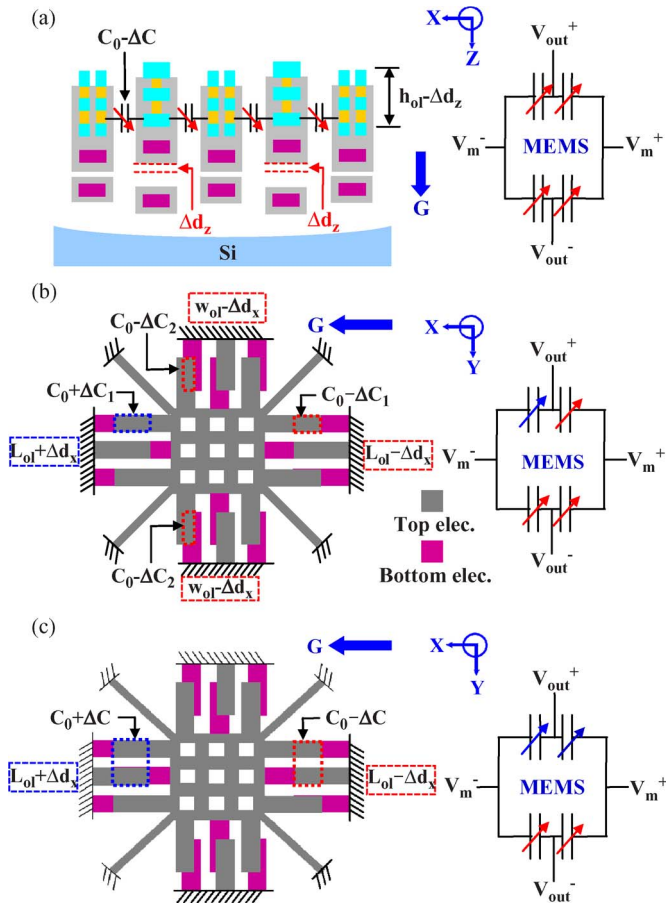 (a)
C₀-ΔC
X
Z
Vout⁺
hol-Δdz
Vm⁻
MEMS
Vm⁺
G
Δdz
Δdz
Si
Vout⁻
(b)
wol-Δdx
C₀-ΔC₂
G
X
Y
Vout⁺
C₀+ΔC₁
C₀-ΔC₁
Lol+Δdx
Lol-Δdx
Vm⁻
MEMS
Vm⁺
Top elec.
C₀-ΔC₂
wol-Δdx
Bottom elec.
Vout⁻
(c)
G
X
Y
Vout⁺
C₀+ΔC
C₀-ΔC
Lol+Δdx
Lol-Δdx
Vm⁻
MEMS
Vm⁺
Vout⁻